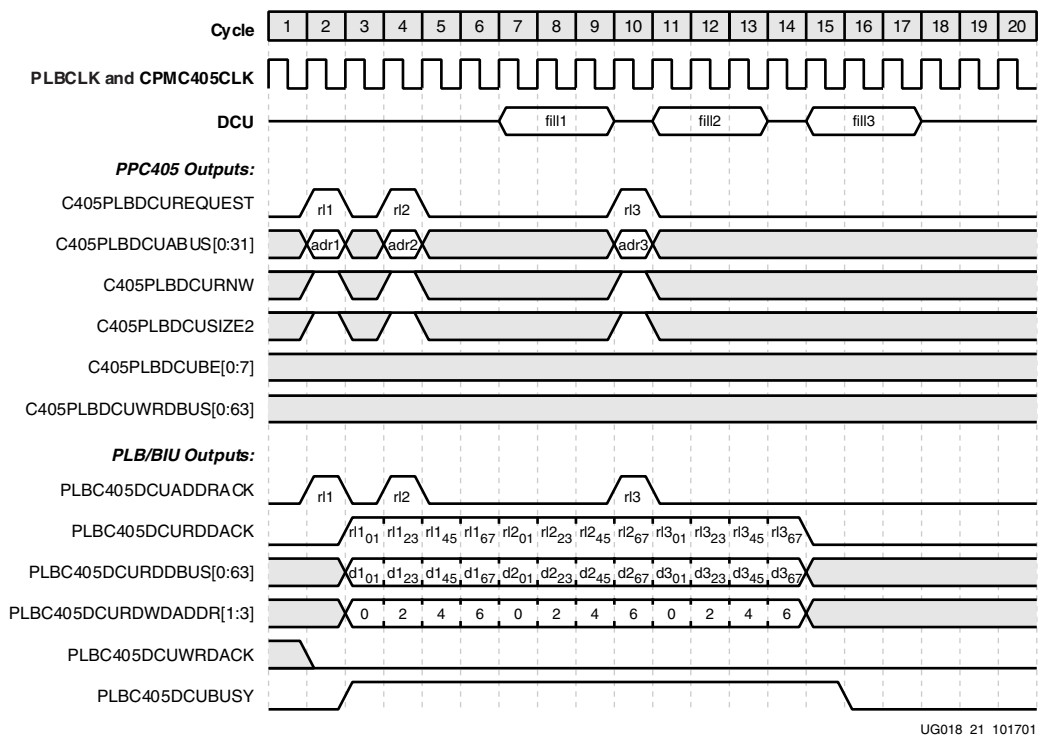 Cycle 1 2 3 4 5 6 7 8 9 10 11 12 13 14 15 16 17 18 19 20
PLBCLK and CPMC405CLK
DCU fill1 fill2 fill3
PPC405 Outputs:
C405PLBDCUREQUEST rl1 rl2 rl3
C405PLBDCUABUS[0:31] adr1 adr2 adr3
C405PLBDCURNW
C405PLBDCUSIZE2
C405PLBDCUBE[0:7]
C405PLBDCUWRDBUS[0:63]
PLB/BIU Outputs:
PLBC405DCUADDRACK rl1 rl2 rl3
PLBC405DCURDDACK rl101 rl123 rl145 rl167 rl201 rl223 rl245 rl267 rl301 rl323 rl345 rl367
PLBC405DCURDDBUS[0:63] d101 d123 d145 d167 d201 d223 d245 d267 d301 d323 d345 d367
PLBC405DCURDWDADDR[1:3] 0 2 4 6 0 2 4 6 0 2 4 6
PLBC405DCUWRDACK
PLBC405DCUBUSY
UG018_21_101701